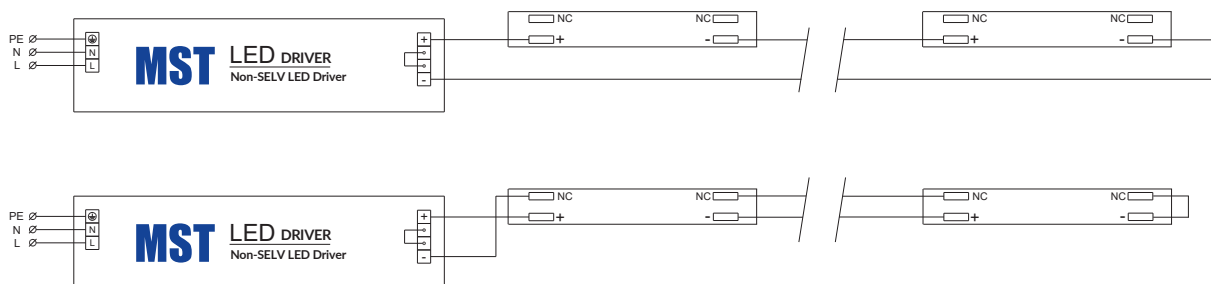 NC NC NC NC
PE N L
N L
MST LED DRIVER
Non-SELV LED Driver
+ -
+ - + -
PE N L
N L
MST LED DRIVER
Non-SELV LED Driver
+ -
NC NC NC NC
+ - + -